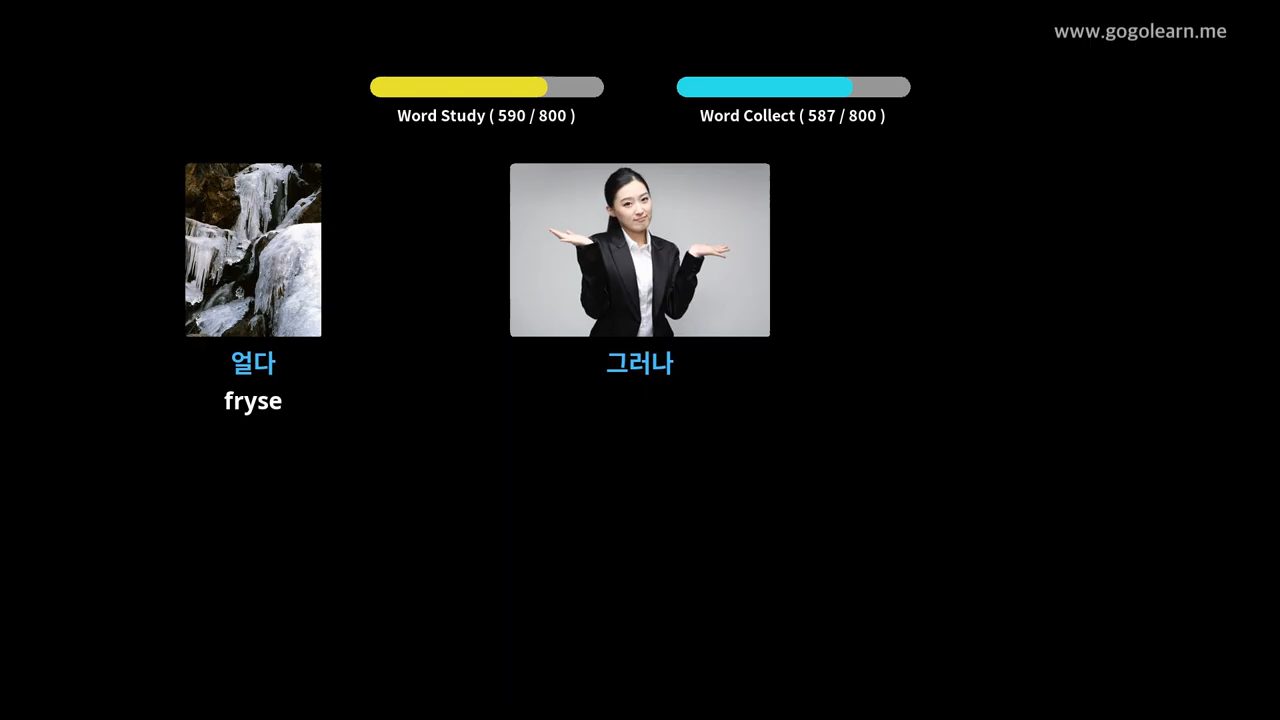 www.gogolearn.me
Word Study ( 590 / 800 )
Word Collect ( 587 / 800 )
얼다
fryse
그러나